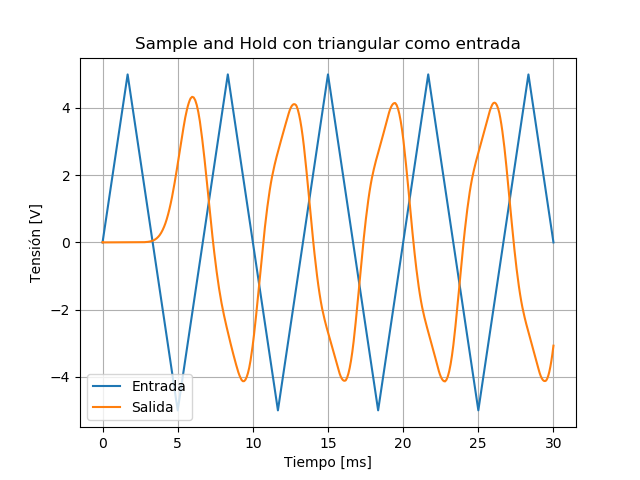 Sample and Hold con triangular como entrada
Tensión [V]
4
2
0
−2
−4
Entrada
Salida
0 5 10 15 20 25 30
Tiempo [ms]